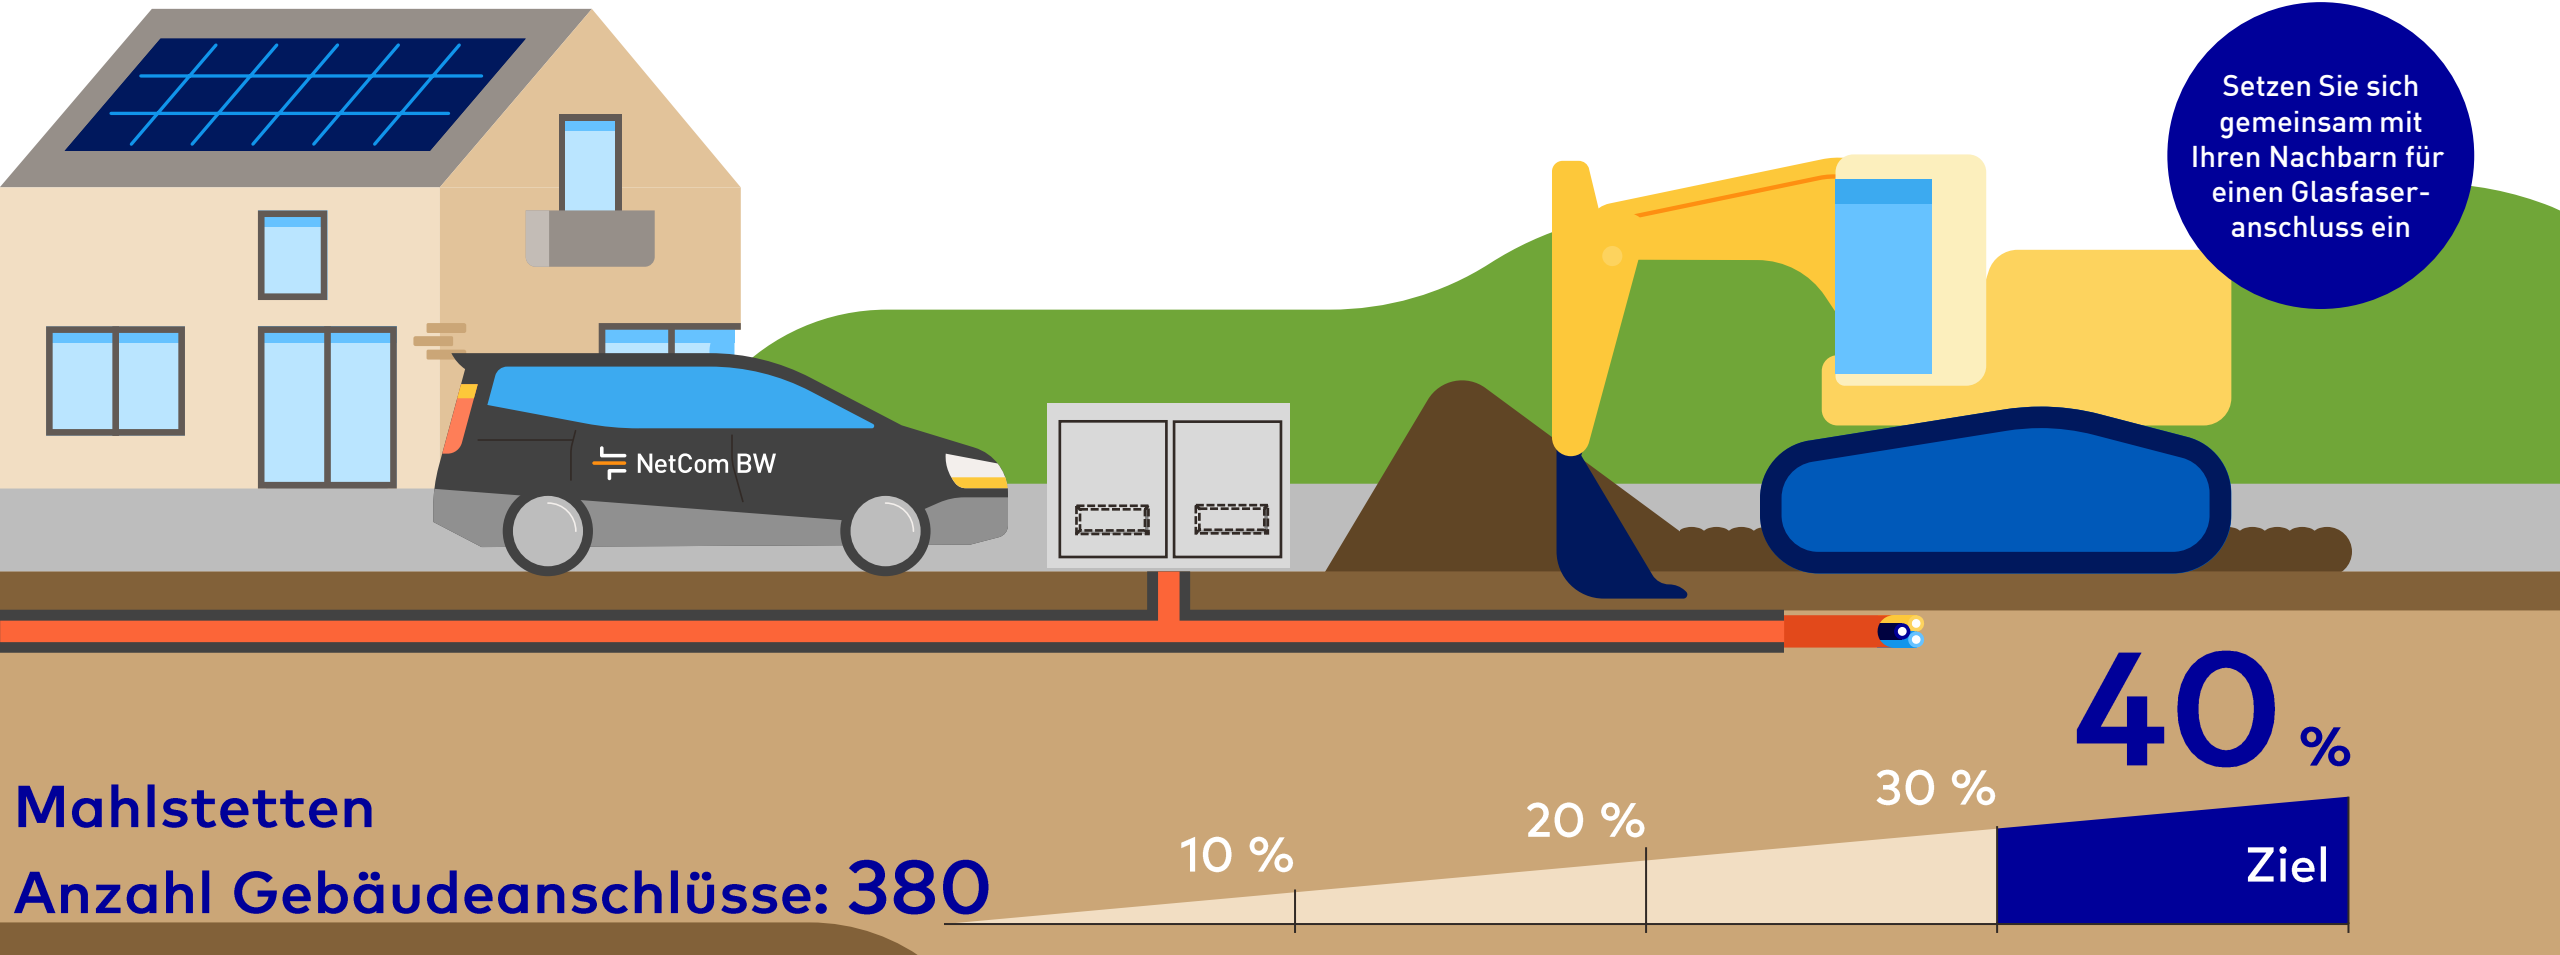 Setzen Sie sich
gemeinsam mit
Ihren Nachbarn für
einen Glasfaser-
anschluss ein
NetCom BW
40 %
30 %
20 %
10 %
Mahlstetten
Anzahl Gebäudeanschlüsse: 380
Ziel